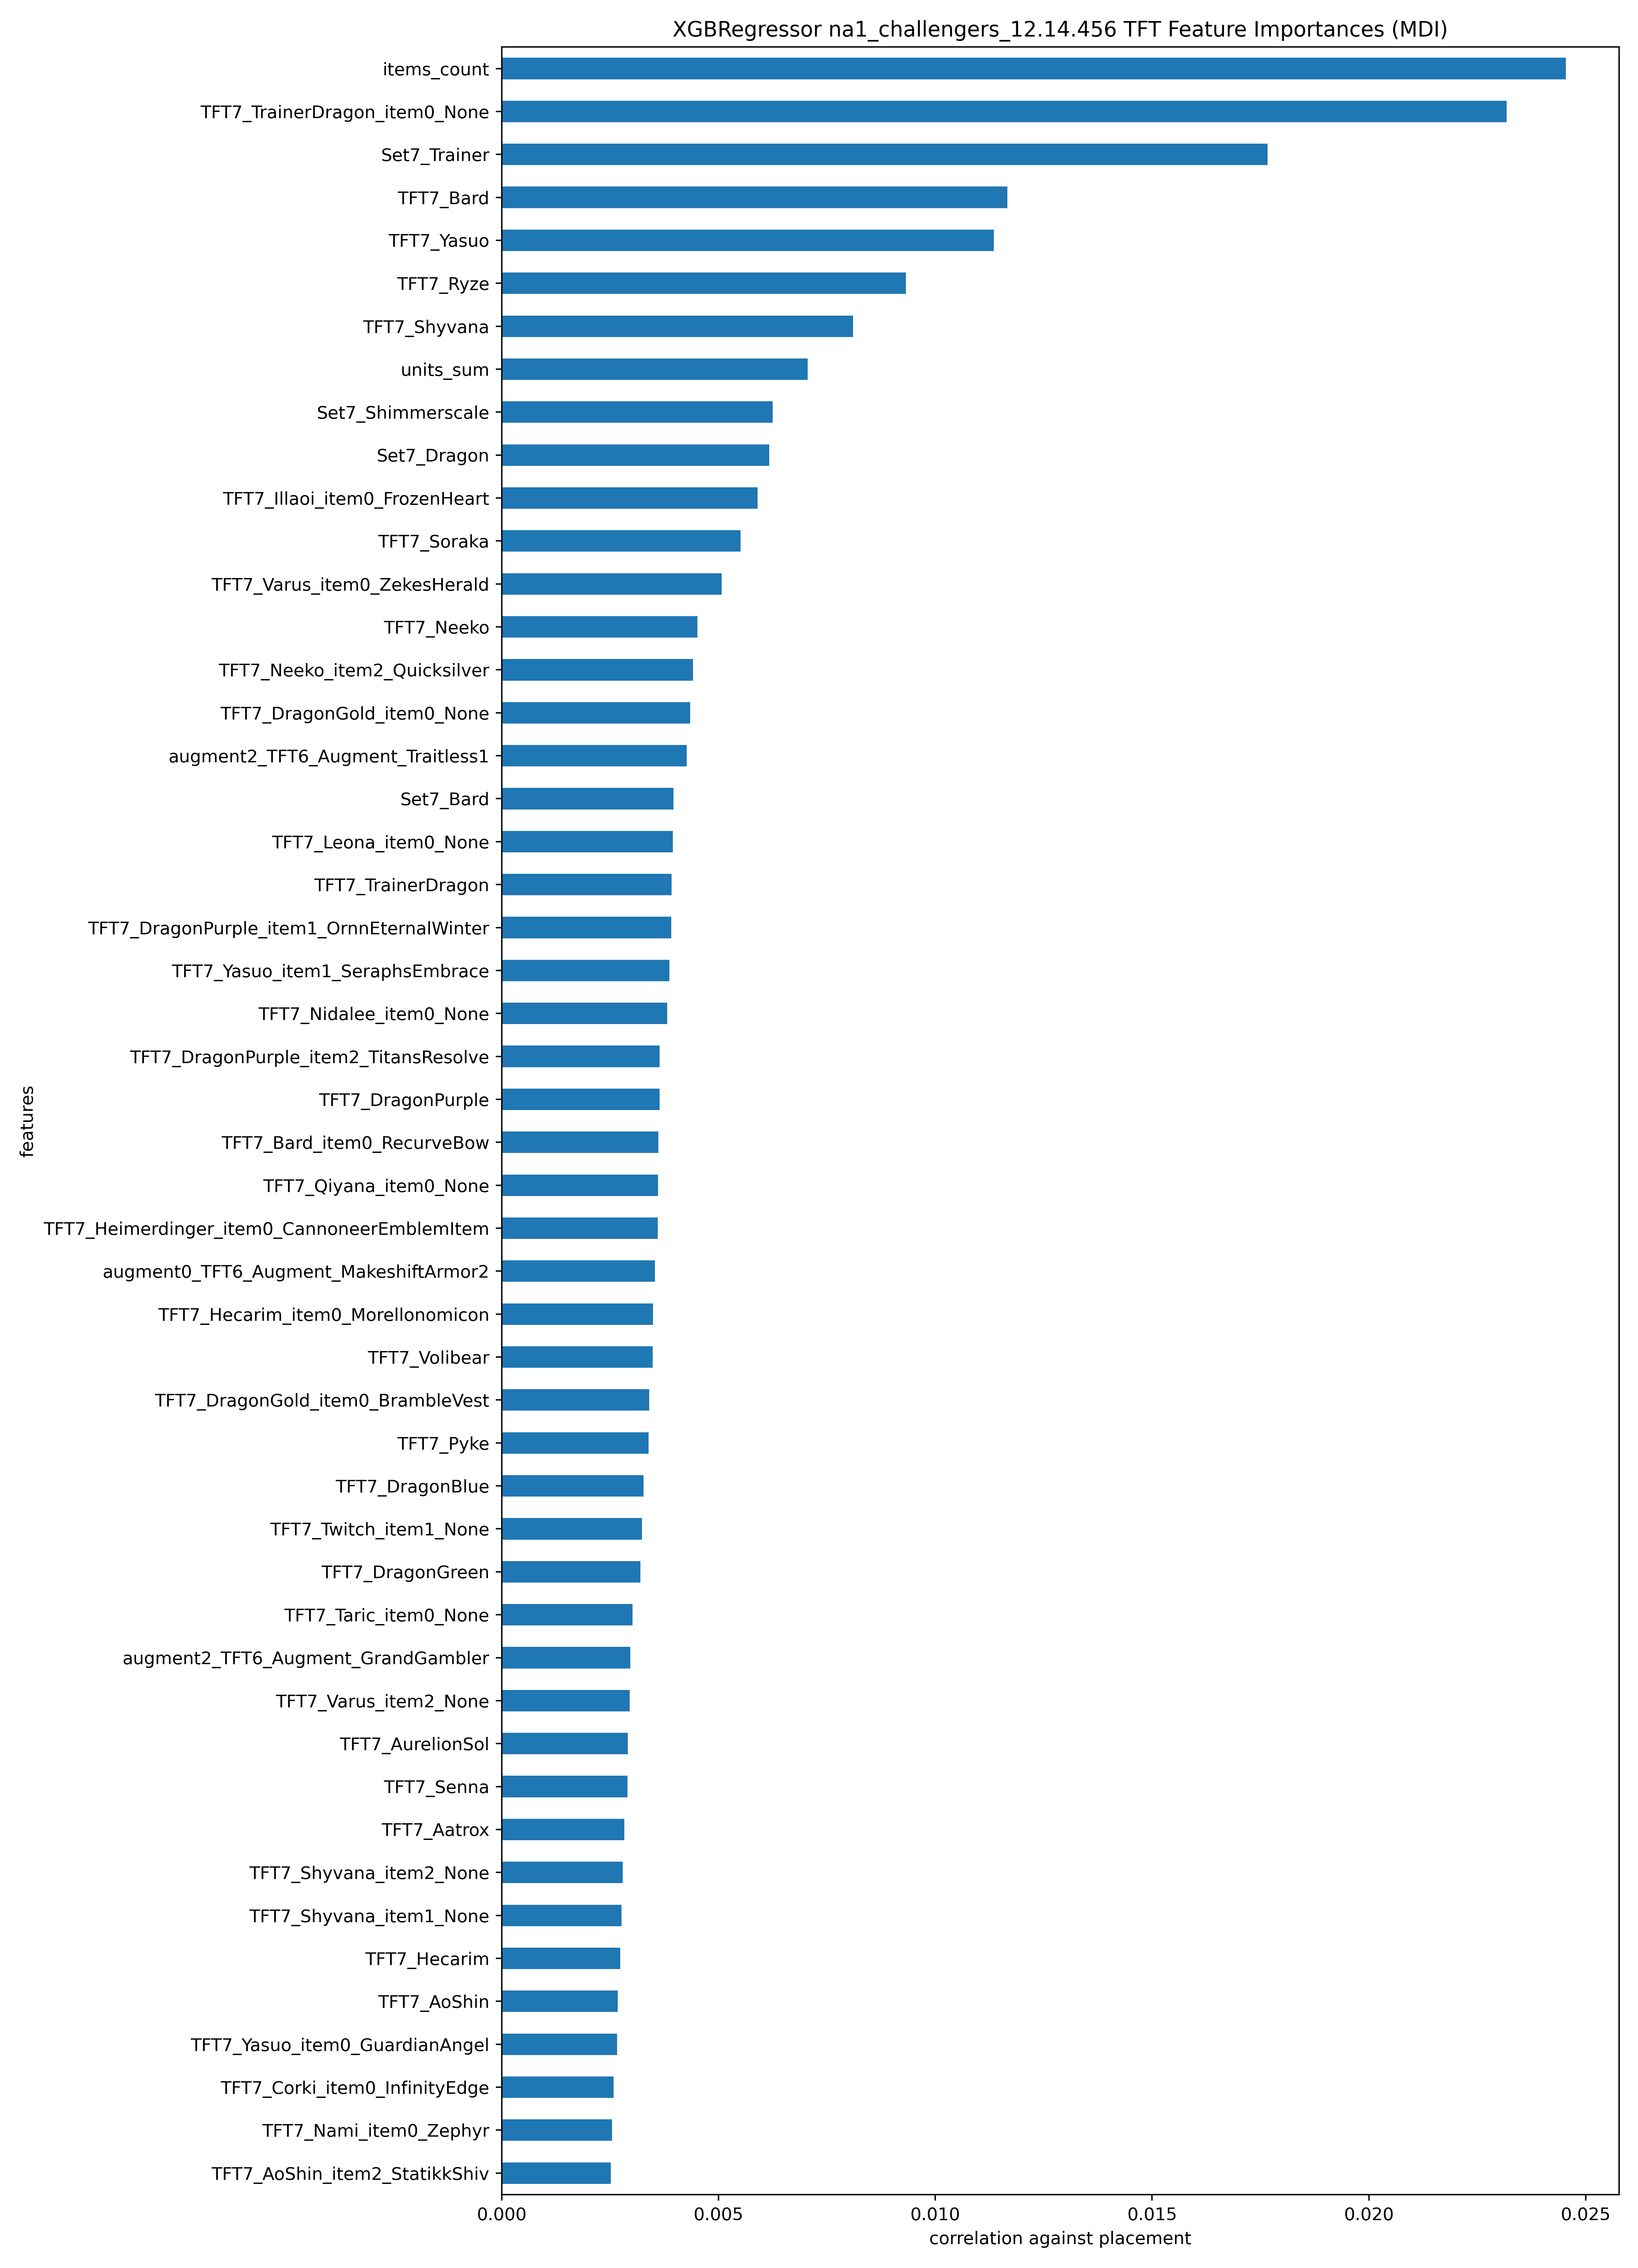 XGBRegressor na1_challengers_12.14.456 TFT Feature Importances (MDI)
items_count
TFT7_TrainerDragon_item0_None
Set7_Trainer
TFT7_Bard
TFT7_Yasuo
TFT7_Ryze
TFT7_Shyvana
units_sum
Set7_Shimmerscale
Set7_Dragon
TFT7_Illaoi_item0_FrozenHeart
TFT7_Soraka
TFT7_Varus_item0_ZekesHerald
TFT7_Neeko
TFT7_Neeko_item2_Quicksilver
TFT7_DragonGold_item0_None
augment2_TFT6_Augment_Traitless1
Set7_Bard
TFT7_Leona_item0_None
TFT7_TrainerDragon
TFT7_DragonPurple_item1_OrnnEternalWinter
TFT7_Yasuo_item1_SeraphsEmbrace
TFT7_Nidalee_item0_None
TFT7_DragonPurple_item2_TitansResolve
TFT7_DragonPurple
TFT7_Bard_item0_RecurveBow
TFT7_Qiyana_item0_None
TFT7_Heimerdinger_item0_CannoneerEmblemItem
augment0_TFT6_Augment_MakeshiftArmor2
TFT7_Hecarim_item0_Morellonomicon
TFT7_Volibear
TFT7_DragonGold_item0_BrambleVest
TFT7_Pyke
TFT7_DragonBlue
TFT7_Twitch_item1_None
TFT7_DragonGreen
TFT7_Taric_item0_None
augment2_TFT6_Augment_GrandGambler
TFT7_Varus_item2_None
TFT7_AurelionSol
TFT7_Senna
TFT7_Aatrox
TFT7_Shyvana_item2_None
TFT7_Shyvana_item1_None
TFT7_Hecarim
TFT7_AoShin
TFT7_Yasuo_item0_GuardianAngel
TFT7_Corki_item0_InfinityEdge
TFT7_Nami_item0_Zephyr
TFT7_AoShin_item2_StatikkShiv
features
0.000 0.005 0.010 0.015 0.020 0.025
correlation against placement